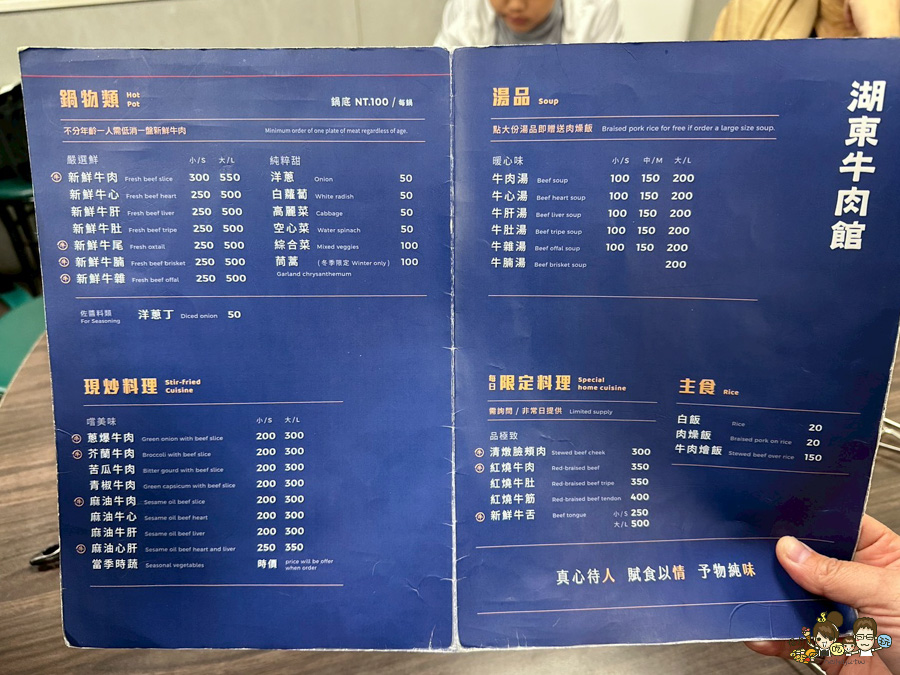 鍋物類 Hot Pot 鍋底 NT.100 / 每鍋
不分年齡一人需低消一盤新鮮牛肉 Minimum order of one plate of meat regardless of age.
嚴選鮮 小/S 大/L
新鮮牛肉 Fresh beef slice 300 550
新鮮牛心 Fresh beef heart 250 500
新鮮牛肝 Fresh beef liver 250 500
新鮮牛肚 Fresh beef tripe 250 500
新鮮牛尾 Fresh oxtail 250 500
新鮮牛腩 Fresh beef brisket 250 500
新鮮牛雜 Fresh beef offal 250 500
純粹甜
洋蔥 Onion 50
白蘿蔔 White radish 50
高麗菜 Cabbage 50
空心菜 Water spinach 50
綜合菜 Mixed veggies 100
茼蒿 (冬季限定 Winter only) 100
Garland chrysanthemum
佐醬料類 For Seasoning 洋蔥丁 Diced onion 50
現炒料理 Stir-fried Cuisine
嚐美味 小/S 大/L
蔥爆牛肉 Green onion with beef slice 200 300
芥蘭牛肉 Broccoli with beef slice 200 300
苦瓜牛肉 Bitter gourd with beef slice 200 300
青椒牛肉 Green capsicum with beef slice 200 300
麻油牛肉 Sesame oil beef slice 200 300
麻油牛心 Sesame oil beef heart 200 300
麻油牛肝 Sesame oil beef liver 200 300
麻油心肝 Sesame oil beef heart and liver 250 350
當季時蔬 Seasonal vegetables 時價 price will be offer when order
湯品 Soup
點大份湯品即贈送肉燥飯 Braised pork rice for free if order a large size soup.
暖心味 小/S 中/M 大/L
牛肉湯 Beef soup 100 150 200
牛心湯 Beef heart soup 100 150 200
牛肝湯 Beef liver soup 100 150 200
牛肚湯 Beef tripe soup 100 150 200
牛雜湯 Beef offal soup 100 150 200
牛腩湯 Beef brisket soup 200
湖東牛肉館
每日限定料理 Special home cuisine
需詢問 / 非常日提供 Limited supply
品極致
清燉臉頰肉 Stewed beef cheek 300
紅燒牛肉 Red-braised beef 350
紅燒牛肚 Red-braised beef tripe 350
紅燒牛筋 Red-braised beef tendon 400
新鮮牛舌 Beef tongue 小/S 250
大/L 500
主食 Rice
白飯 Rice 20
肉燥飯 Braised pork on rice 20
牛肉燴飯 Stewed beef over rice 150
真心待人 賦食以情 予物純味